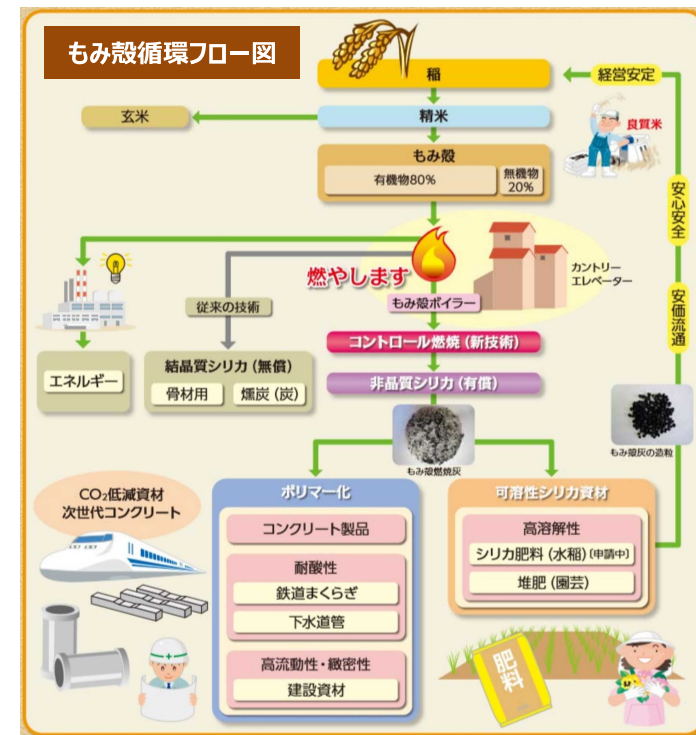 もみ殻循環フロー図
稲
経営安定
玄米
精米
良質米
もみ殻
有機物80%
無機物
20%
安心安全
燃やします
カントリー
エレベーター
もみ殻ボイラー
従来の技術
安価流通
コントロール燃焼(新技術)
エネルギー
結晶質シリカ(無償)
骨材用
燻炭(炭)
非品質シリカ(有償)
もみ殻燃焼灰
もみ殻灰の造粒
CO₂低減資材
次世代コンクリート
ポリマー化
コンクリート製品
耐酸性
鉄道まくらぎ
下水道管
高流動性・緻密性
建設資材
可溶性シリカ資材
高溶解性
シリカ肥料(水稲)[申請中]
堆肥(園芸)
肥料